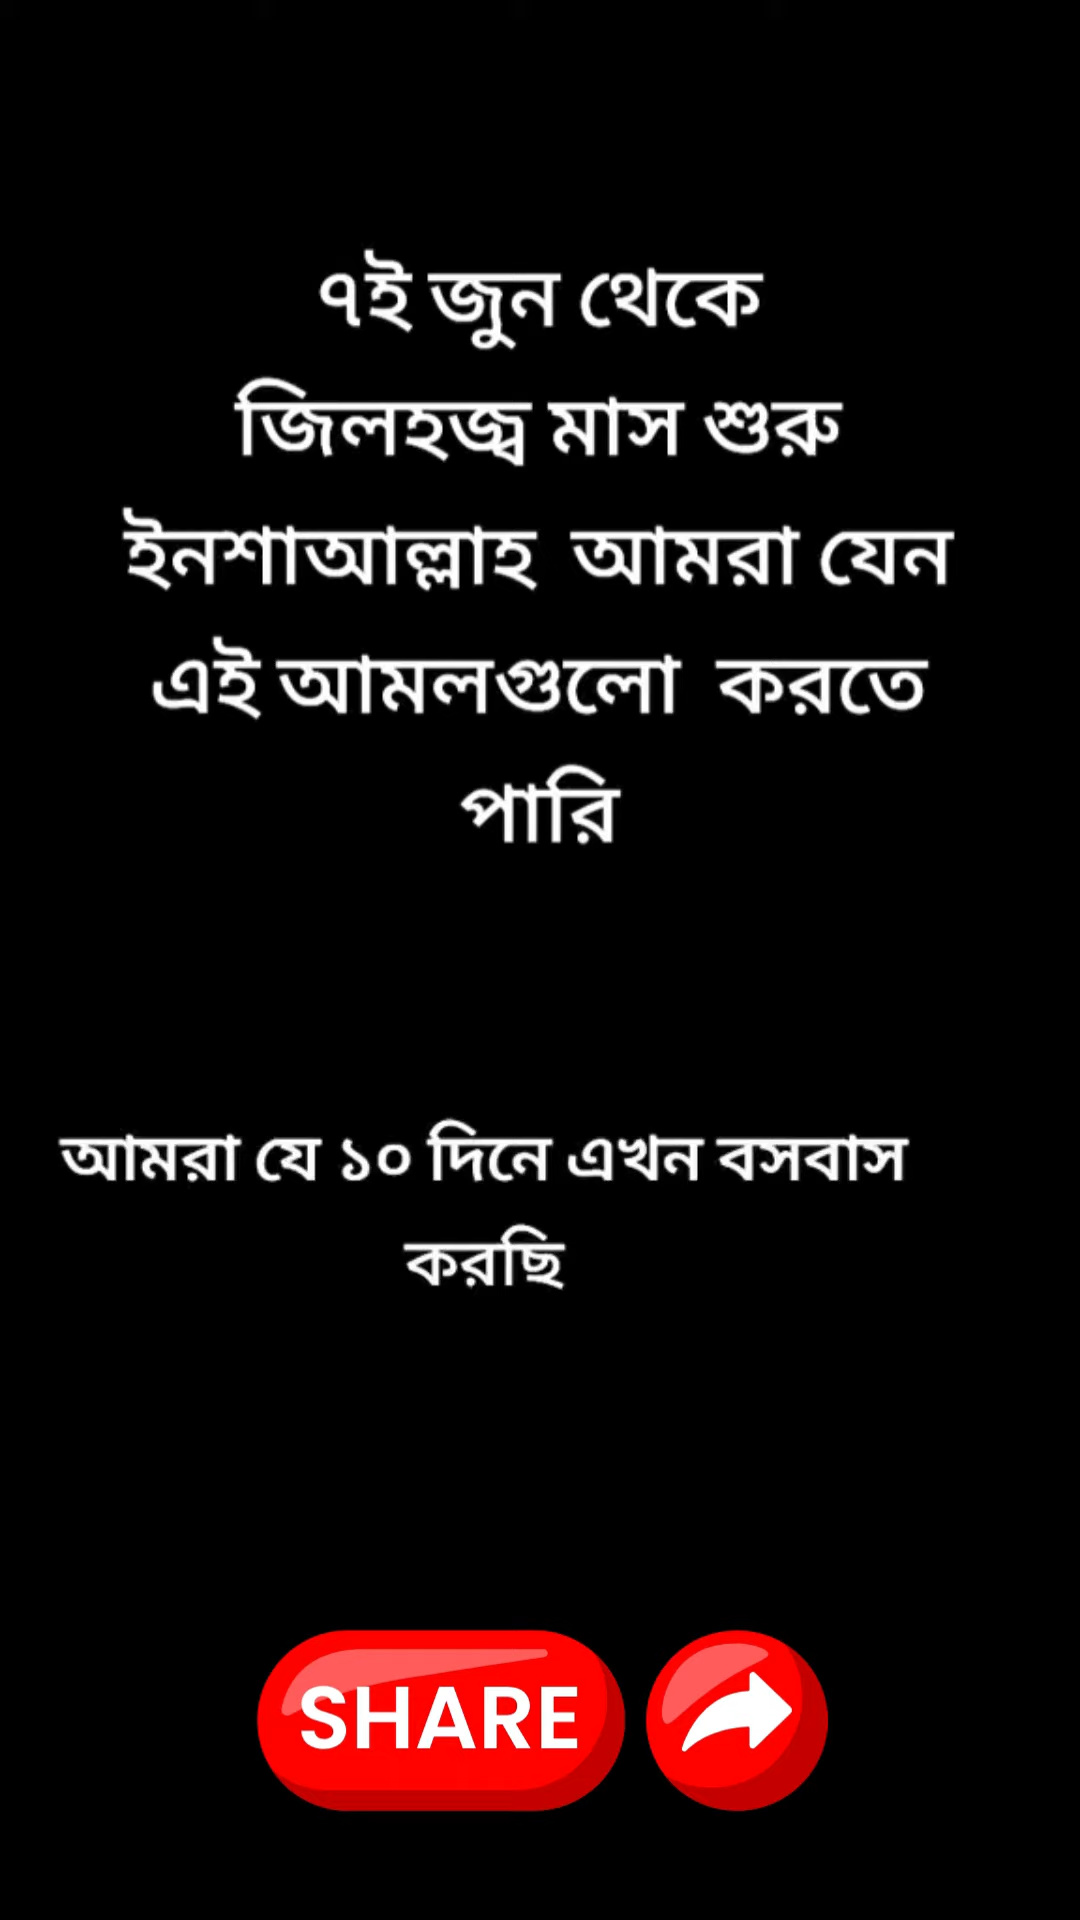 ৭ই জুন থেকে
জিলহজ্ব মাস শুরু
ইনশাআল্লাহ আমরা যেন
এই আমলগুলো করতে
পারি
আমরা যে ১০ দিনে এখন বসবাস
করছি
SHARE